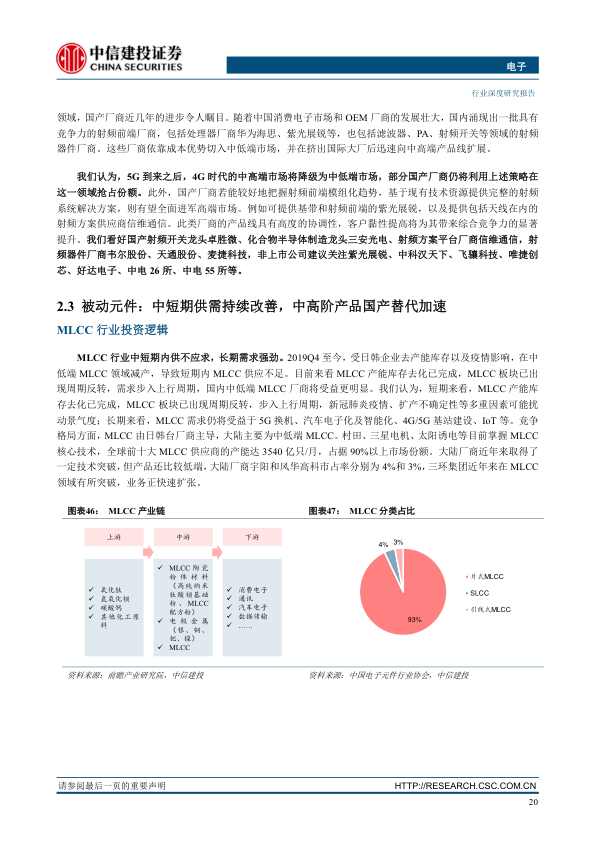 中信建投证券
CHINA SECURITIES
电子
行业深度研究报告
领域，国产厂商近几年的进步令人瞩目。随着中国消费电子市场和 OEM 厂商的发展壮大，国内涌现出一批具有
竞争力的射频前端厂商，包括处理器厂商华为海思、紫光展锐等，也包括滤波器、PA、射频开关等领域的射频
器件厂商。这些厂商依靠成本优势切入中低端市场，并在挤出国际大厂后迅速向中高端产品线扩展。
我们认为，5G 到来之后，4G 时代的中高端市场将降级为中低端市场，部分国产厂商仍将利用上述策略在
这一领域抢占份额。此外，国产厂商若能较好地把握射频前端模组化趋势，基于现有技术资源提供完整的射频
系统解决方案，则有望全面进军高端市场。例如可提供基带和射频前端的紫光展锐，以及提供包括天线在内的
射频方案供应商信维通信。此类厂商的产品线具有高度的协调性，客户黏性提高将为其带来综合竞争力的显著
提升。我们看好国产射频开关龙头卓胜微、化合物半导体制造龙头三安光电、射频方案平台厂商信维通信，射
频器件厂商韦尔股份、天通股份、麦捷科技，非上市公司建议关注紫光展锐、中科汉天下、飞骧科技、唯捷创
芯、好达电子、中电 26 所、中电 55 所等。
2.3 被动元件：中短期供需持续改善，中高阶产品国产替代加速
MLCC 行业投资逻辑
MLCC 行业中短期内供不应求，长期需求强劲。2019Q4 至今，受日韩企业去产能库存以及疫情影响，在中
低端 MLCC 领域减产，导致短期内 MLCC 供应不足。目前来看 MLCC 产能库存去化已完成，MLCC 板块已出
现周期反转，需求步入上行周期，国内中低端 MLCC 厂商将受益更明显。我们认为，短期来看，MLCC 产能库
存去化已完成，MLCC 板块已出现周期反转，步入上行周期，新冠肺炎疫情、扩产不确定性等多重因素可能扰
动景气度；长期来看，MLCC 需求仍将受益于 5G 换机、汽车电子化及智能化、4G/5G 基站建设、IoT 等。竞争
格局方面，MLCC 由日韩台厂商主导，大陆主要为中低端 MLCC。村田、三星电机、太阳诱电等目前掌握 MLCC
核心技术，全球前十大 MLCC 供应商的产能达 3540 亿只/月，占据 90%以上市场份额。大陆厂商近年来取得了
一定技术突破，但产品还比较低端，大陆厂商宇阳和风华高科市占率分别为 4%和 3%，三环集团近年来在 MLCC
领域有所突破，业务正快速扩张。
图表46： MLCC 产业链
上游
中游
下游
✓ 氧化钛
✓ 氢氧化钡
✓ 碳酸钙
✓ 其他化工原
料
✓ MLCC 陶瓷
粉体材料
（高纯纳米
钛酸钡基础
粉、MLCC
配方粉）
✓ 电极金属
（银、铜、
钯、镍）
✓ MLCC
✓ 消费电子
✓ 通讯
✓ 汽车电子
✓ 数据传输
✓ ……
资料来源：前瞻产业研究院，中信建投
图表47： MLCC 分类占比
4%
3%
93%
片式MLCC
SLCC
引线式MLCC
资料来源：中国电子元件行业协会，中信建投
请参阅最后一页的重要声明
HTTP://RESEARCH.CSC.COM.CN
20